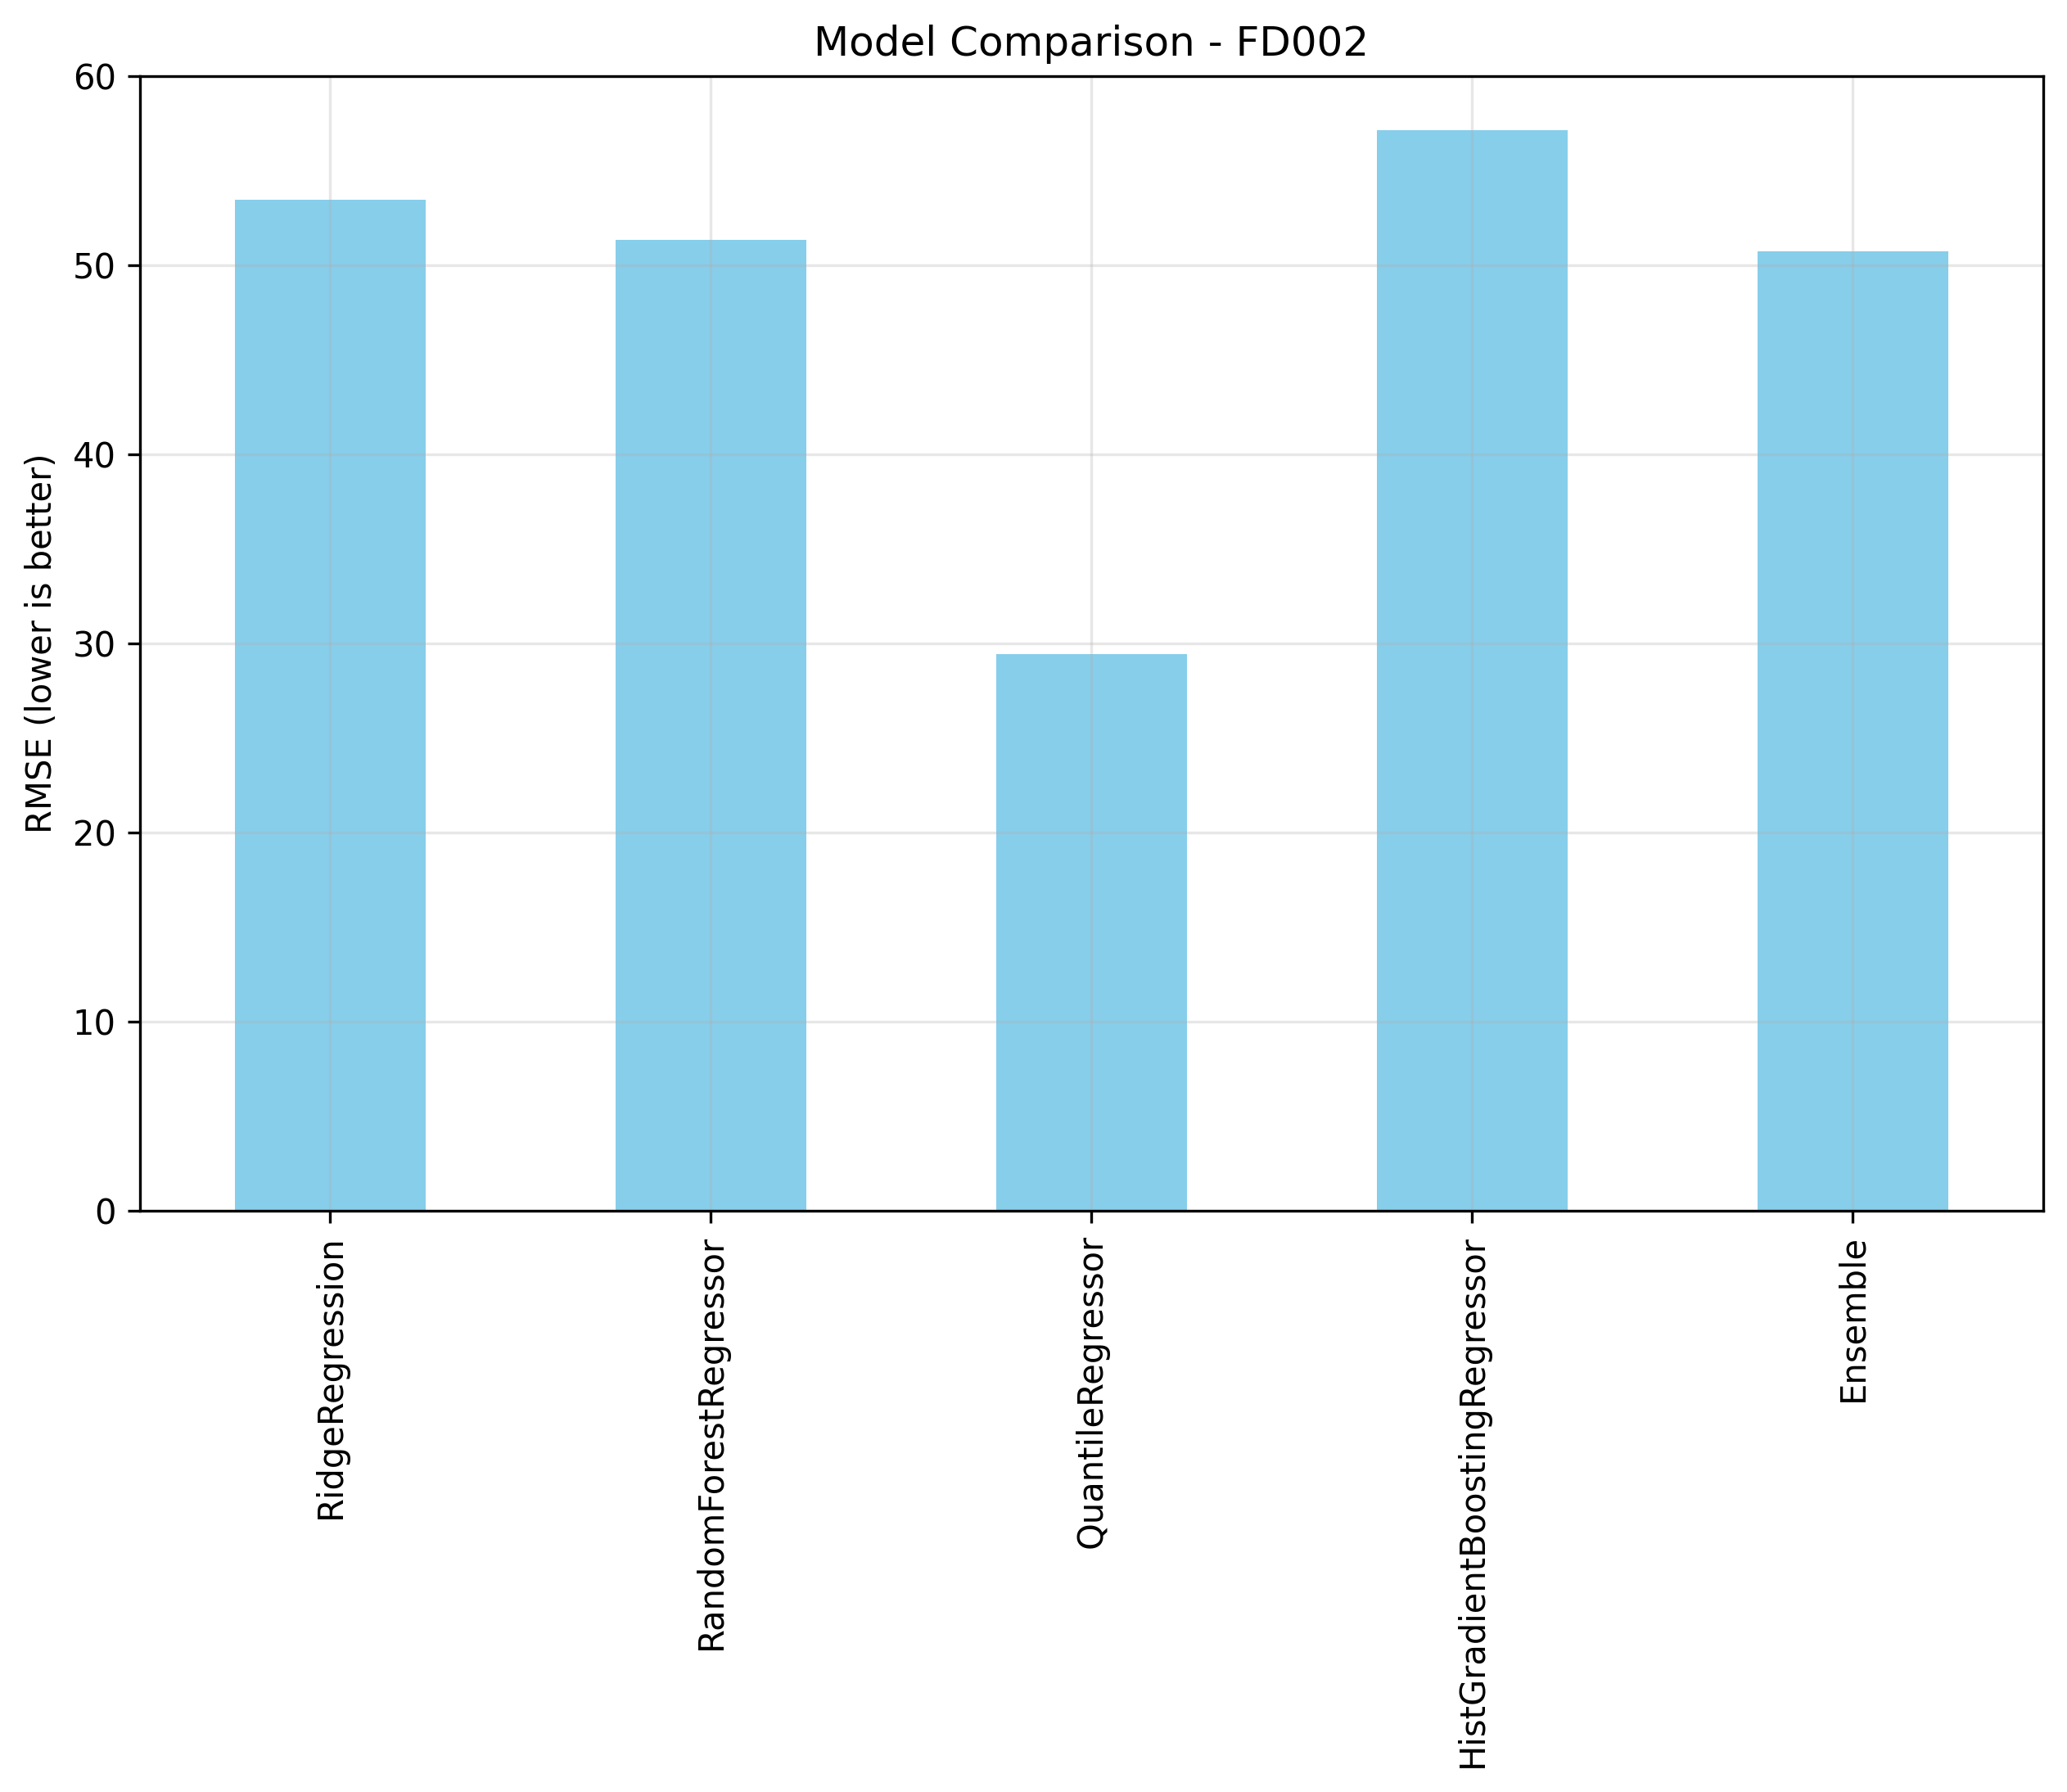 Model Comparison - FD002
RMSE (lower is better)
60
50
40
30
20
10
0
RidgeRegression
RandomForestRegressor
QuantileRegressor
HistGradientBoostingRegressor
Ensemble